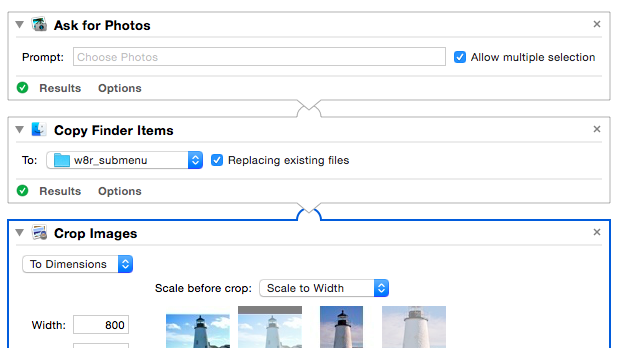 Ask for Photos
Prompt: Choose Photos Allow multiple selection
Results Options
Copy Finder Items
To: w8r_submenu Replacing existing files
Results Options
Crop Images
To Dimensions
Scale before crop: Scale to Width
Width: 800